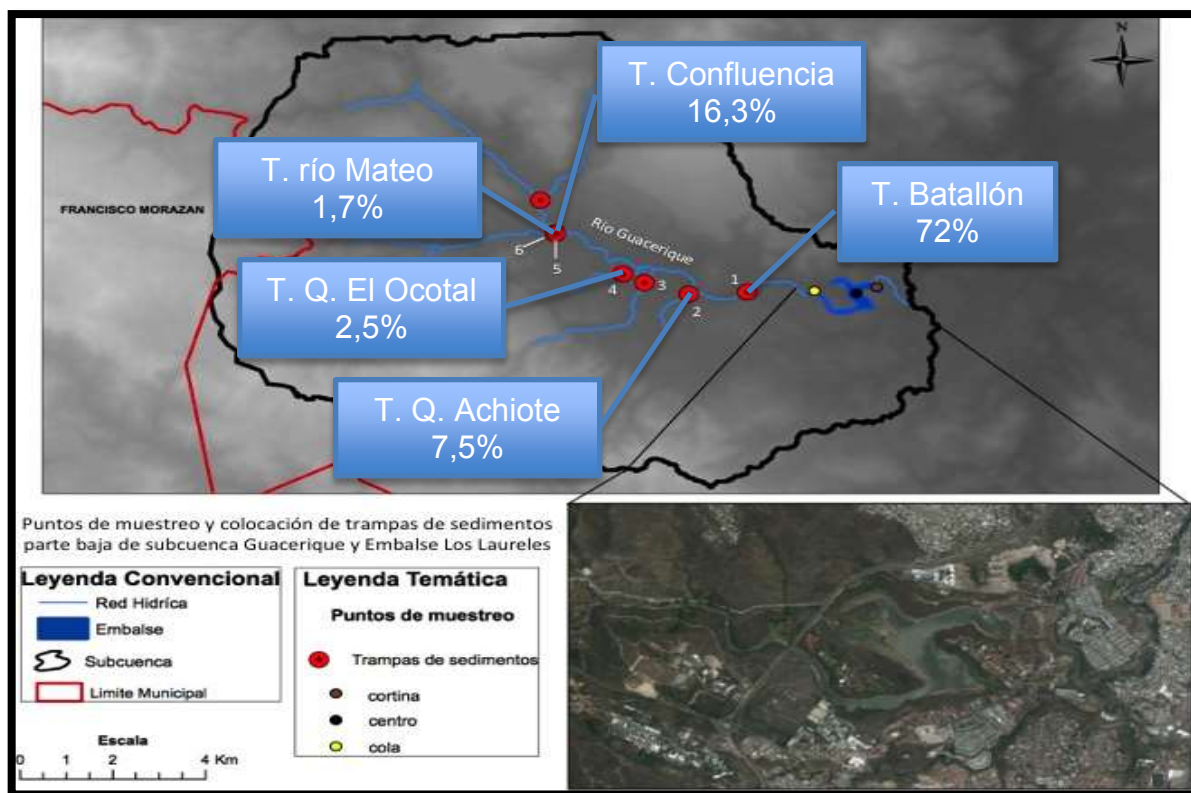 N
T. Confluencia
16,3%
T. río Mateo
1,7%
T. Batallón
72%
FRANCISCO MORAZAN
Río Guacerique
6
5
T. Q. El Ocotal
2,5%
4
3
2
1
T. Q. Achiote
7,5%
Puntos de muestreo y colocación de trampas de sedimentos
parte baja de subcuenca Guacerique y Embalse Los Laureles
Leyenda Convencional
Red Hidríca
Embalse
Subcuenca
Limite Municipal
Escala
0 1 2 4 Km
Leyenda Temática
Puntos de muestreo
Trampas de sedimentos
cortina
centro
cola